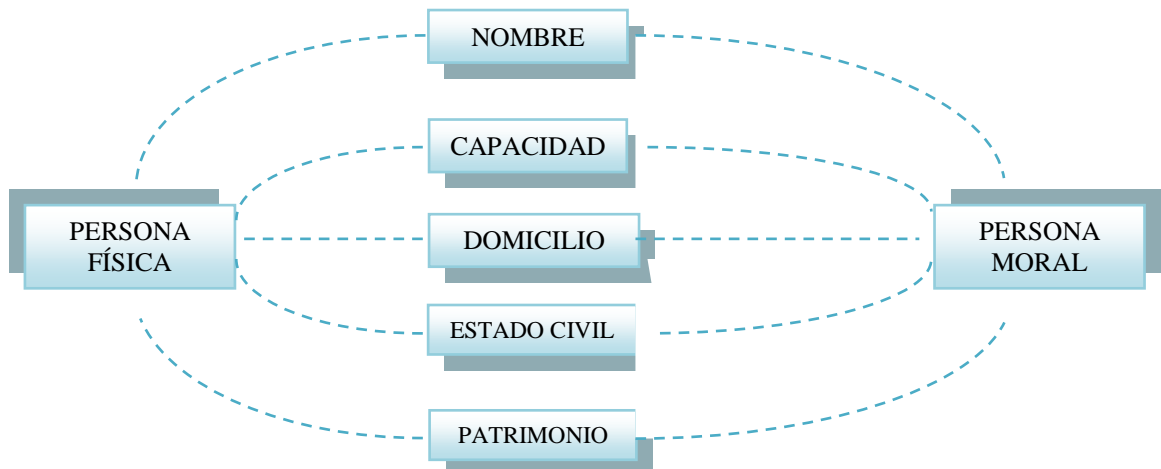 NOMBRE
CAPACIDAD
PERSONA
FÍSICA
DOMICILIO
PERSONA
MORAL
ESTADO CIVIL
PATRIMONIO